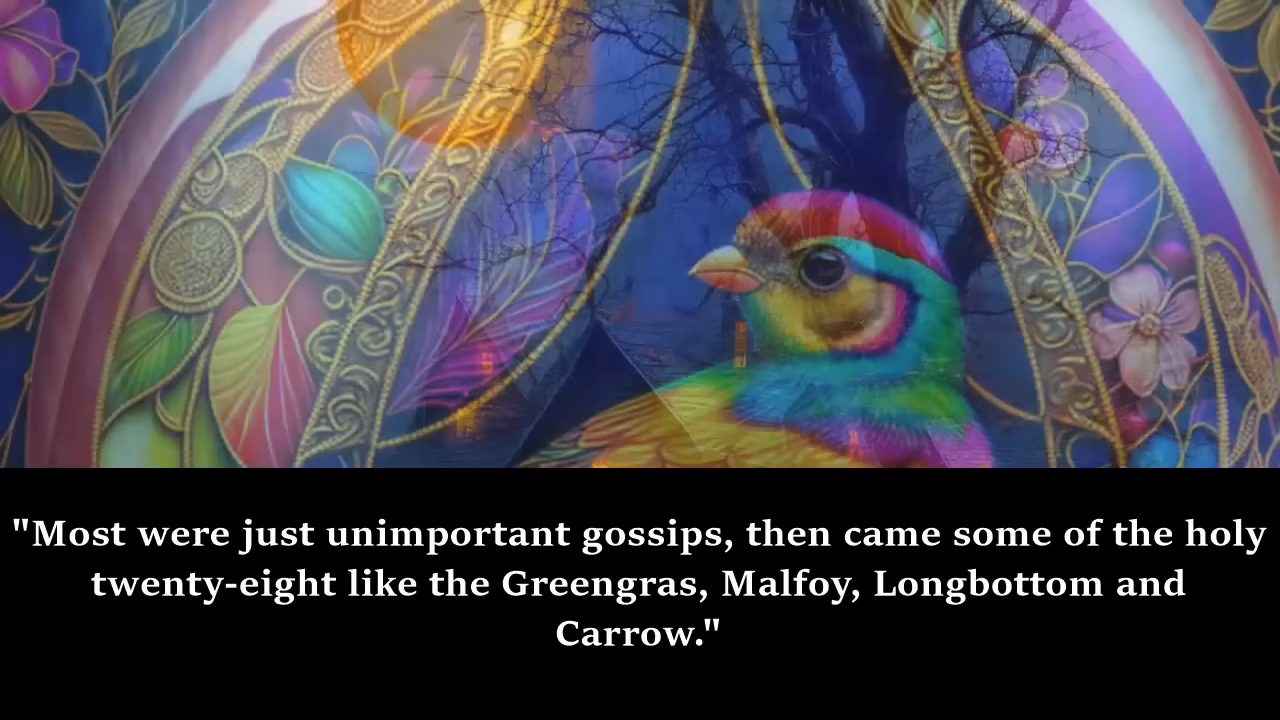 "Most were just unimportant gossips, then came some of the holy
twenty-eight like the Greengras, Malfoy, Longbottom and
Carrow."